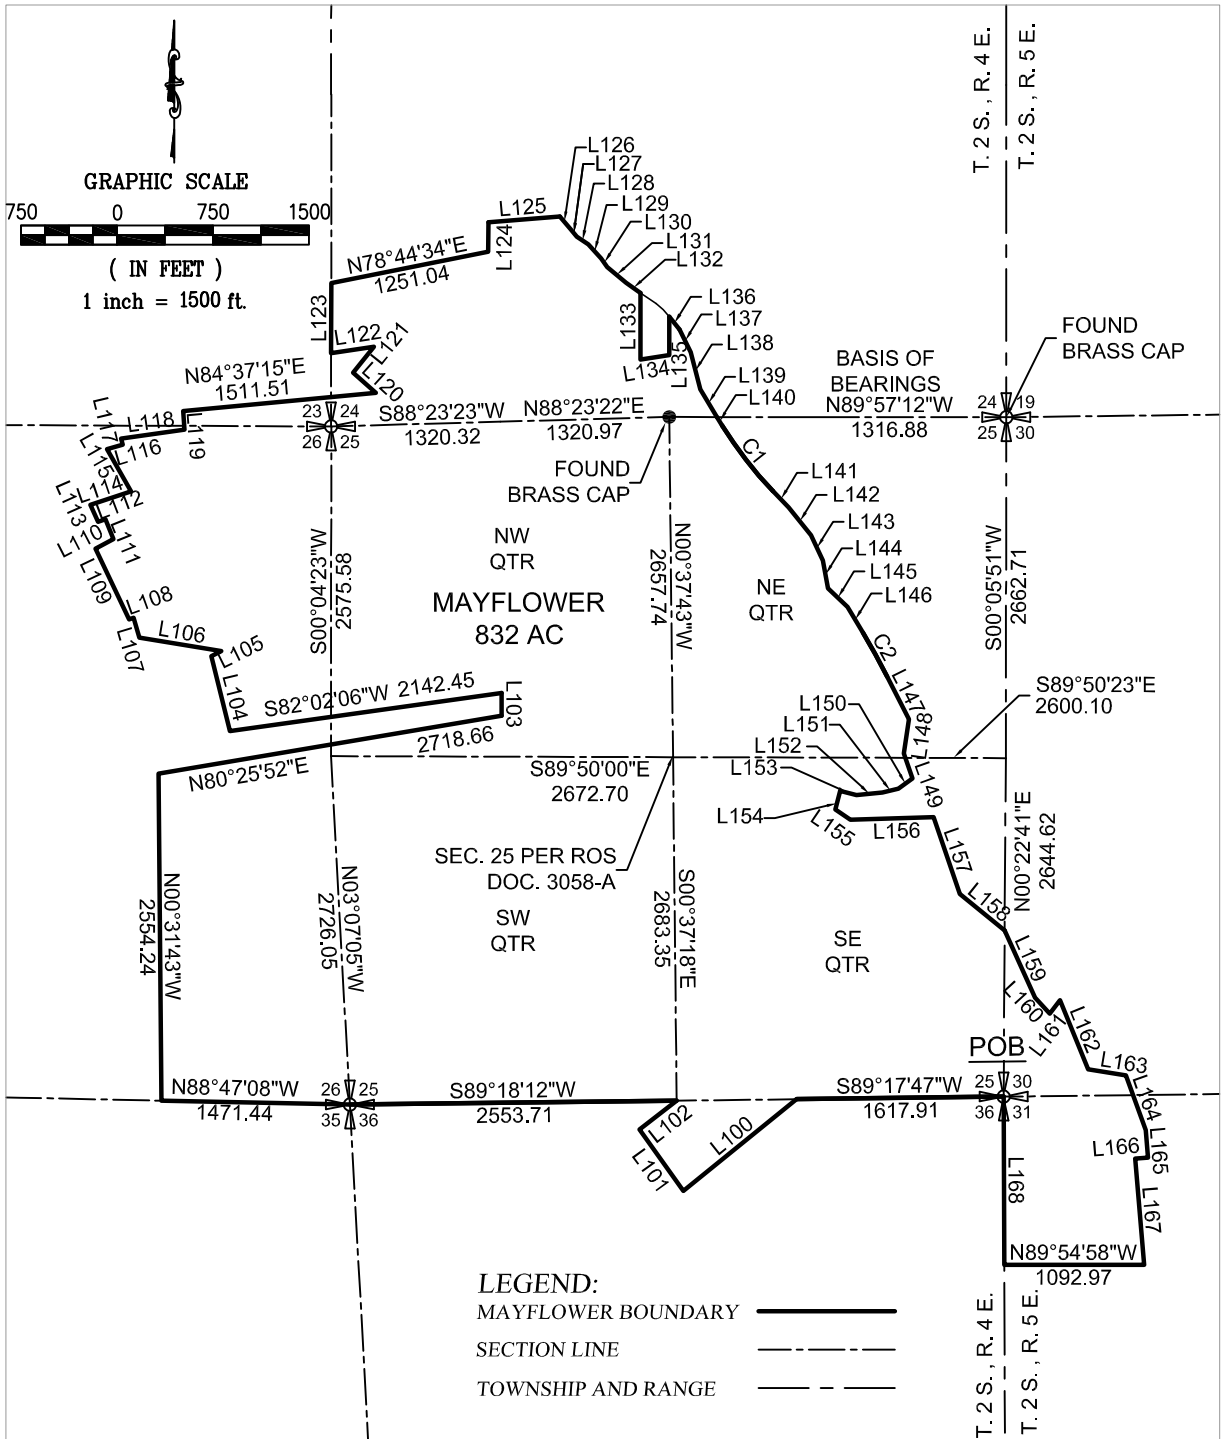 T. 2 S. , R. 4 E.
T. 2 S. , R. 5 E.
GRAPHIC SCALE
750 0 750 1500
( IN FEET )
1 inch = 1500 ft.
L126
L127
L128
L129
L130
L131
L132
L125
L124
N78°44'34"E
1251.04
L123
L122
L121
L120
L133
L134
L135
L136
L137
L138
L139
L140
FOUND
BRASS CAP
BASIS OF
BEARINGS
N89°57'12"W
1316.88
24 19
25 30
N84°37'15"E
1511.51
L117
L118
L119
L116
L115
L114
L113
L112
L110
L111
L109
L108
L107
L106
L105
L104
23 24
26 25
S88°23'23"W
1320.32
N88°23'22"E
1320.97
FOUND
BRASS CAP
C1
L141
L142
L143
L144
L145
L146
NW
QTR
MAYFLOWER
832 AC
NE
QTR
S00°04'23"W
2575.58
N00°37'43"W
2657.74
S00°05'51"W
2662.71
C2
L147
L148
L149
L150
L151
L152
L153
L154
L155
L156
S89°50'23"E
2600.10
S82°02'06"W 2142.45
L103
2718.66
N80°25'52"E
S89°50'00"E
2672.70
SEC. 25 PER ROS
DOC. 3058-A
L157
L158
N00°22'41"E
2644.62
N00°31'43"W
2554.24
N03°07'05"W
2726.05
S00°37'18"E
2683.35
SW
QTR
SE
QTR
L159
L160
L161
L162
L163
L164
L165
L166
L167
L168
POB
N88°47'08"W
1471.44
26 25
35 36
S89°18'12"W
2553.71
S89°17'47"W
1617.91
25 30
36 31
L102
L101
L100
N89°54'58"W
1092.97
LEGEND:
MAYFLOWER BOUNDARY
SECTION LINE
TOWNSHIP AND RANGE
T. 2 S. , R. 4 E.
T. 2 S. , R. 5 E.